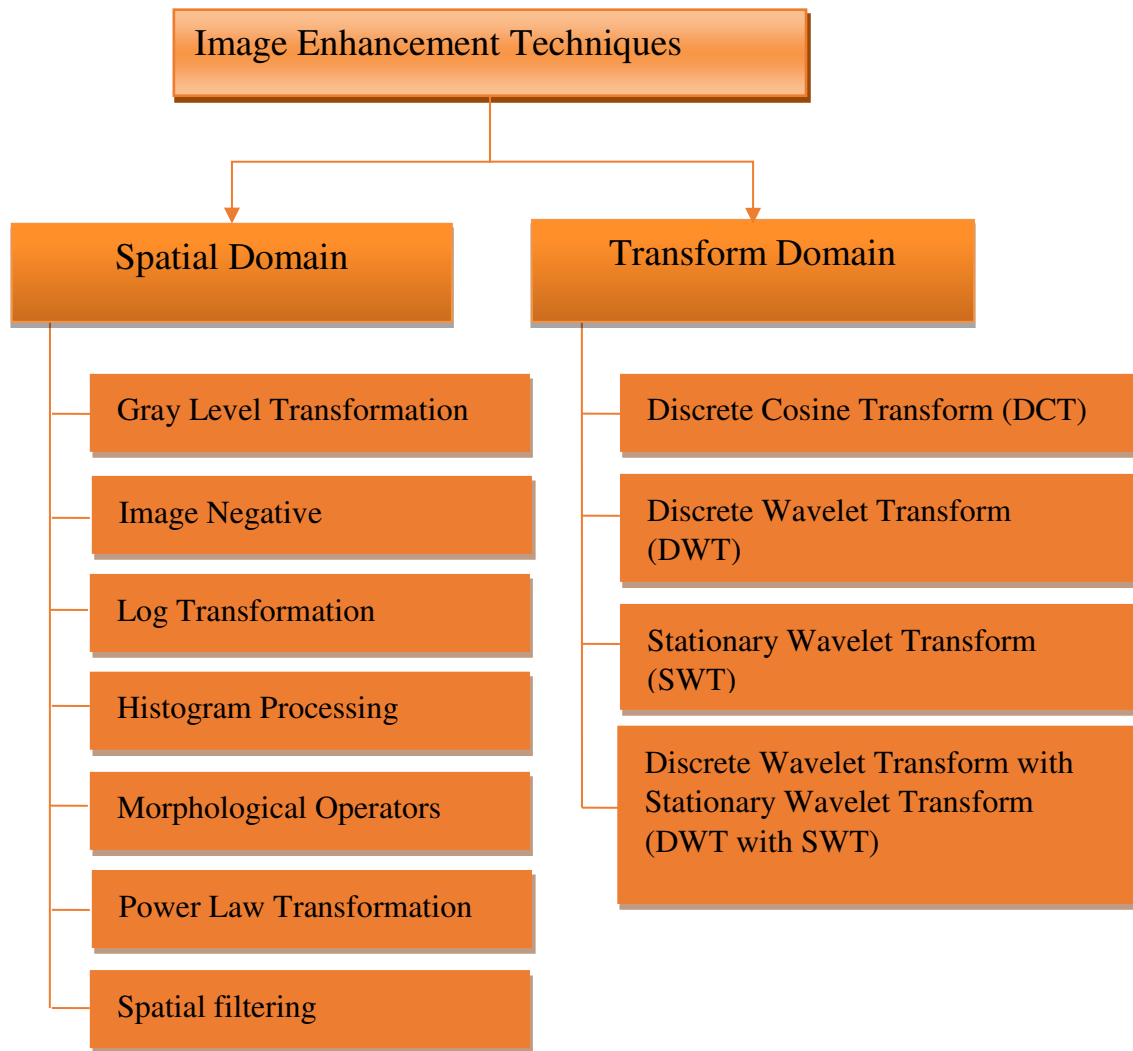 Image Enhancement Techniques
Spatial Domain
Transform Domain
Gray Level Transformation
Image Negative
Log Transformation
Histogram Processing
Morphological Operators
Power Law Transformation
Spatial filtering
Discrete Cosine Transform (DCT)
Discrete Wavelet Transform
(DWT)
Stationary Wavelet Transform
(SWT)
Discrete Wavelet Transform with
Stationary Wavelet Transform
(DWT with SWT)